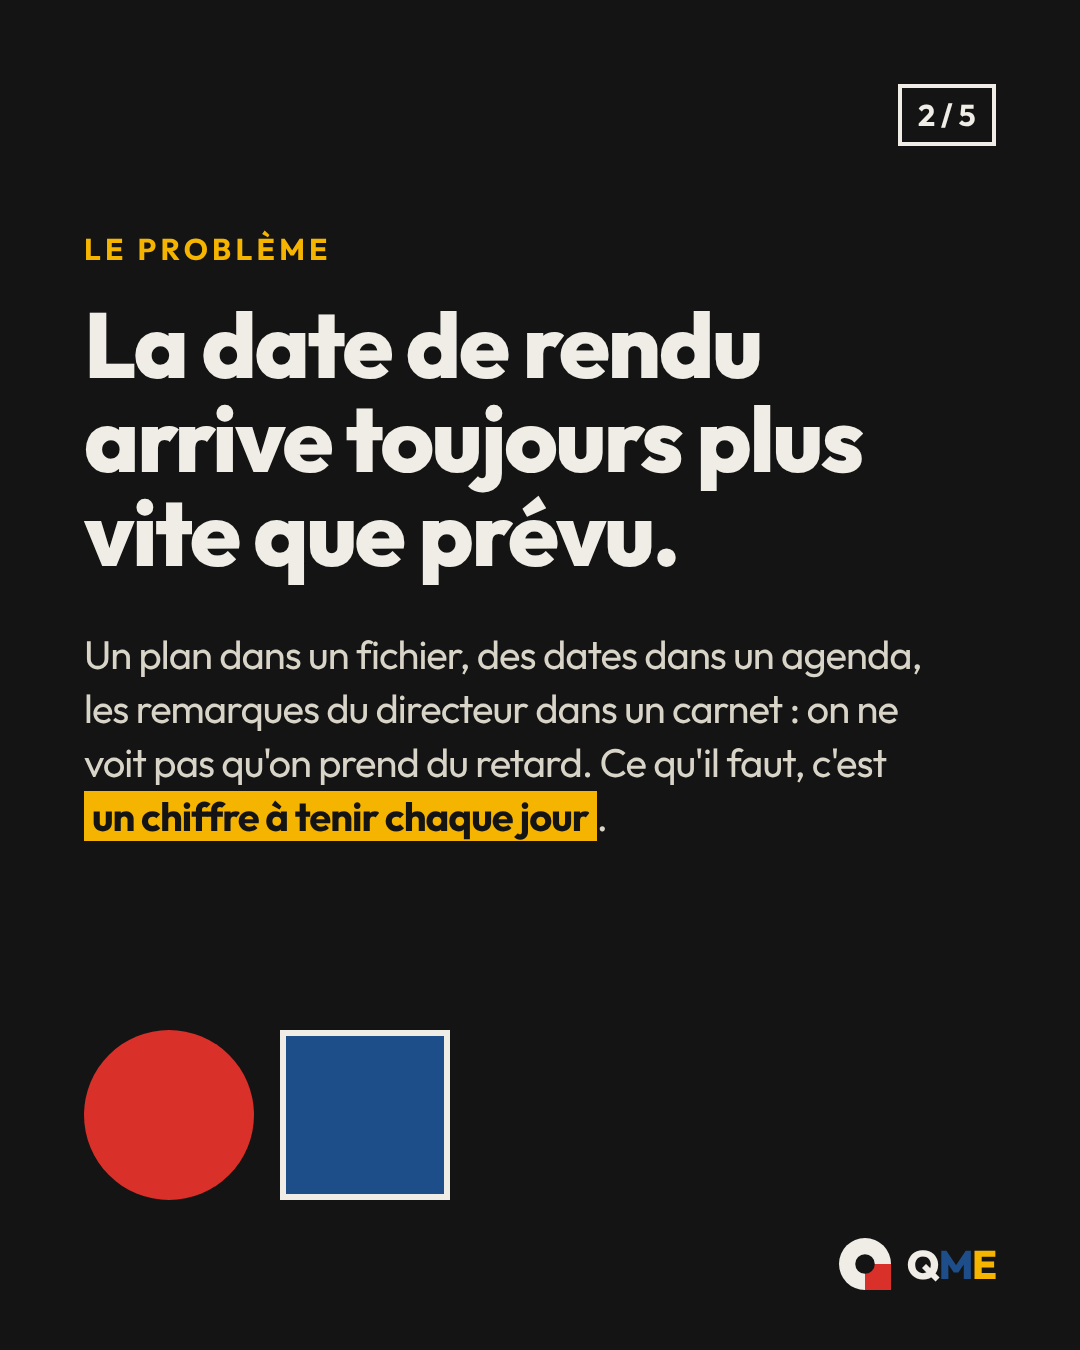 2 / 5
LE PROBLÈME
La date de rendu
arrive toujours plus
vite que prévu.
Un plan dans un fichier, des dates dans un agenda,
les remarques du directeur dans un carnet : on ne
voit pas qu'on prend du retard. Ce qu'il faut, c'est
un chiffre à tenir chaque jour.
QME